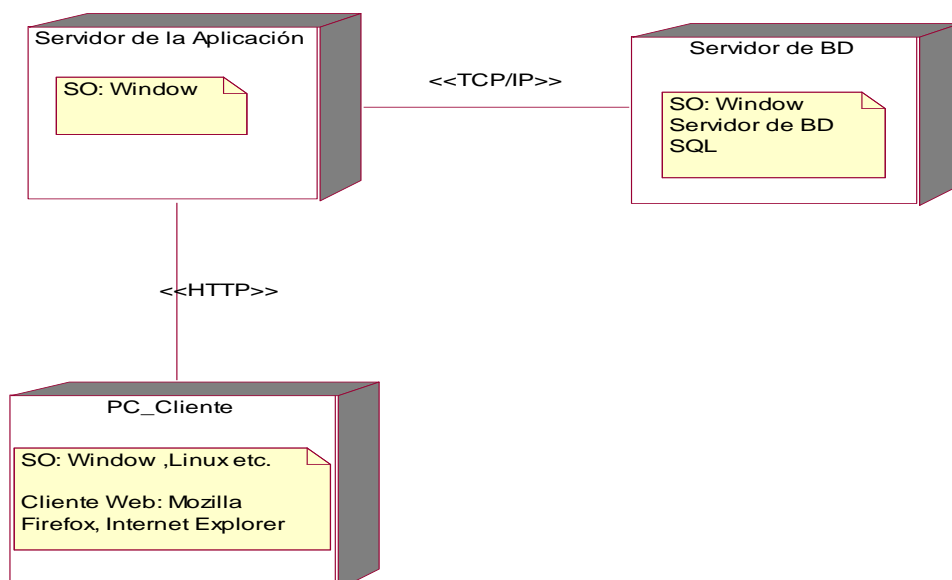 Servidor de la Aplicación
SO: Window
<<TCP/IP>>
Servidor de BD
SO: Window
Servidor de BD
SQL
<<HTTP>>
PC_Cliente
SO: Window ,Linux etc.
Cliente Web: Mozilla
Firefox, Internet Explorer